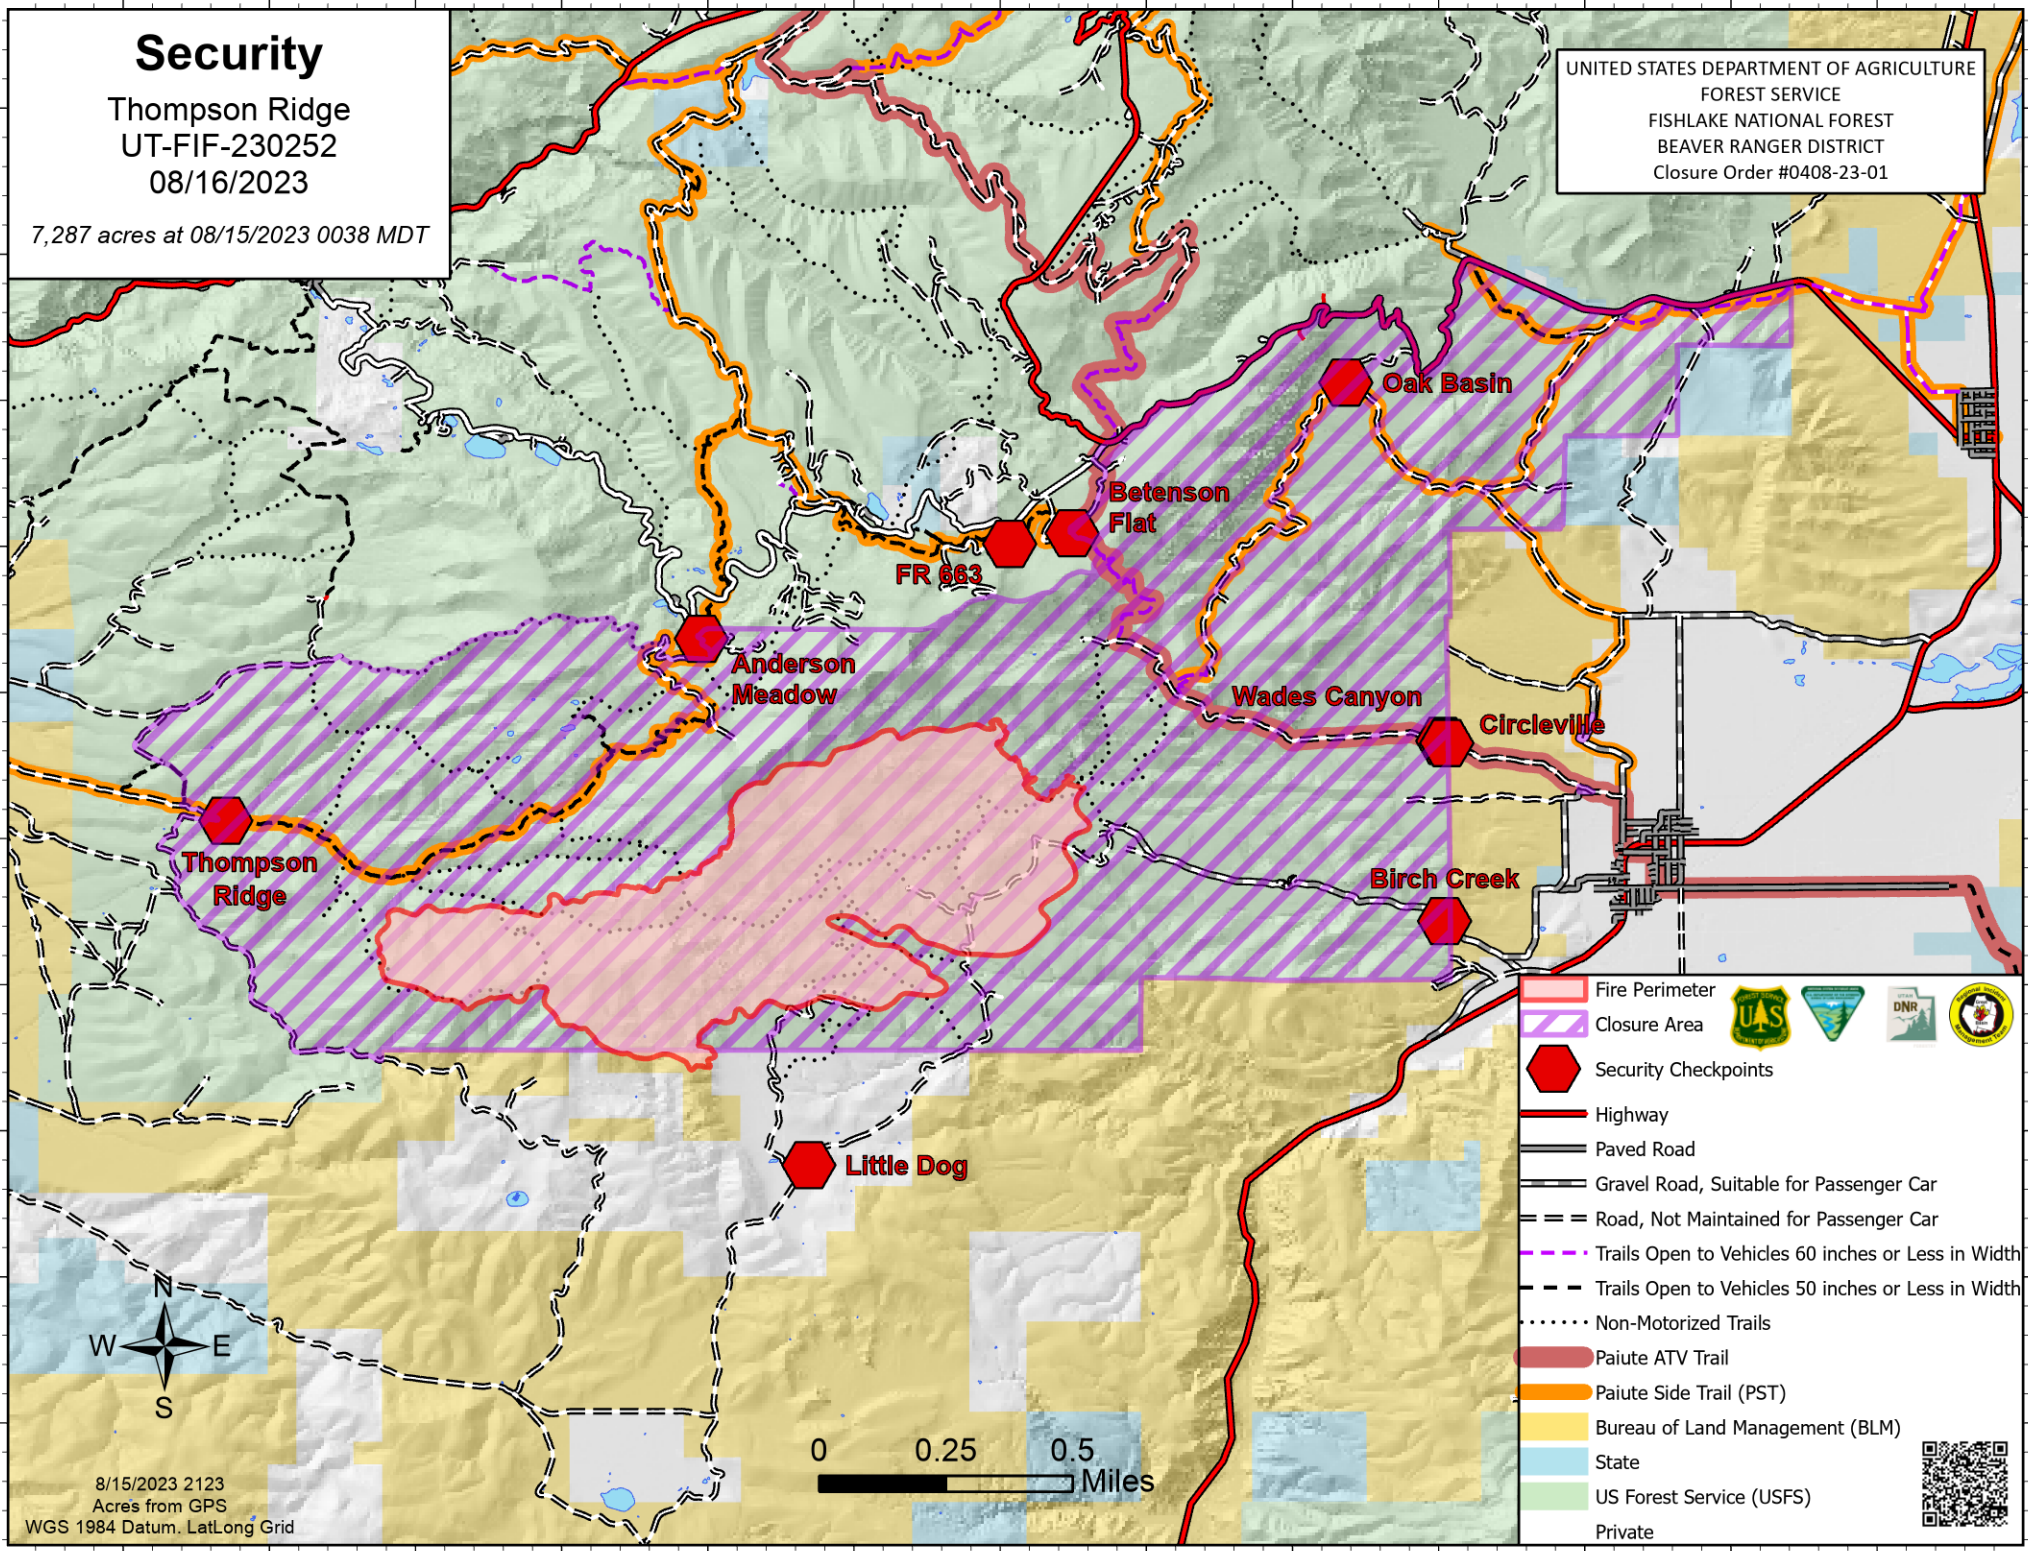 Security
Thompson Ridge
UT-FIF-230252
08/16/2023
7,287 acres at 08/15/2023 0038 MDT
UNITED STATES DEPARTMENT OF AGRICULTURE
FOREST SERVICE
FISHLAKE NATIONAL FOREST
BEAVER RANGER DISTRICT
Closure Order #0408-23-01
Oak Basin
Betenson
Flat
FR 663
Anderson
Meadow
Wades Canyon
Circleville
Thompson
Ridge
Birch Creek
Little Dog
Fire Perimeter
Closure Area
Security Checkpoints
Highway
Paved Road
Gravel Road, Suitable for Passenger Car
Road, Not Maintained for Passenger Car
Trails Open to Vehicles 60 inches or Less in Width
Trails Open to Vehicles 50 inches or Less in Width
Non-Motorized Trails
Paiute ATV Trail
Paiute Side Trail (PST)
Bureau of Land Management (BLM)
State
US Forest Service (USFS)
Private
FOREST SERVICE
UAS
DNR
N
W E
S
0 0.25 0.5
Miles
8/15/2023 2123
Acres from GPS
WGS 1984 Datum. LatLong Grid